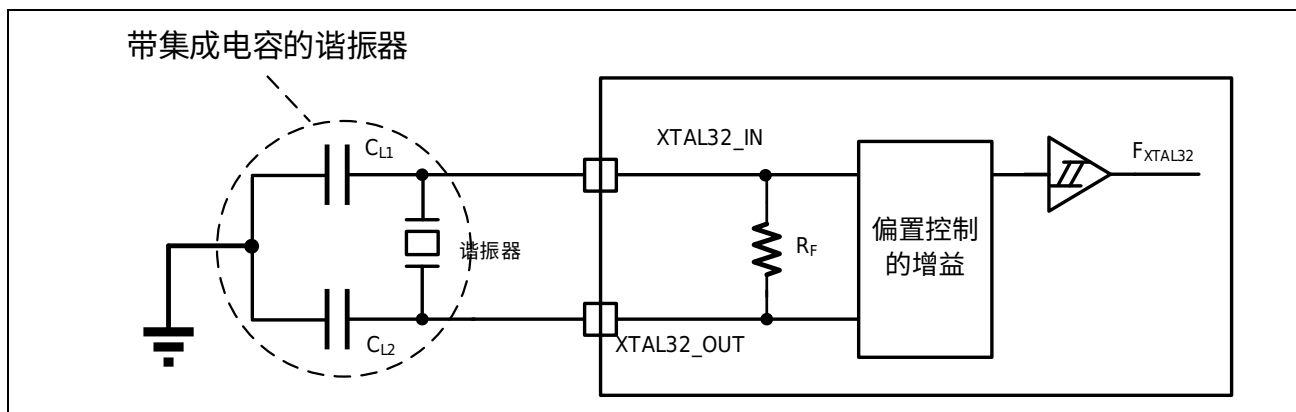 带集成电容的谐振器
C_L1
XTAL32_IN
F_XTAL32
谐振器
R_F
偏置控制
的增益
C_L2
XTAL32_OUT